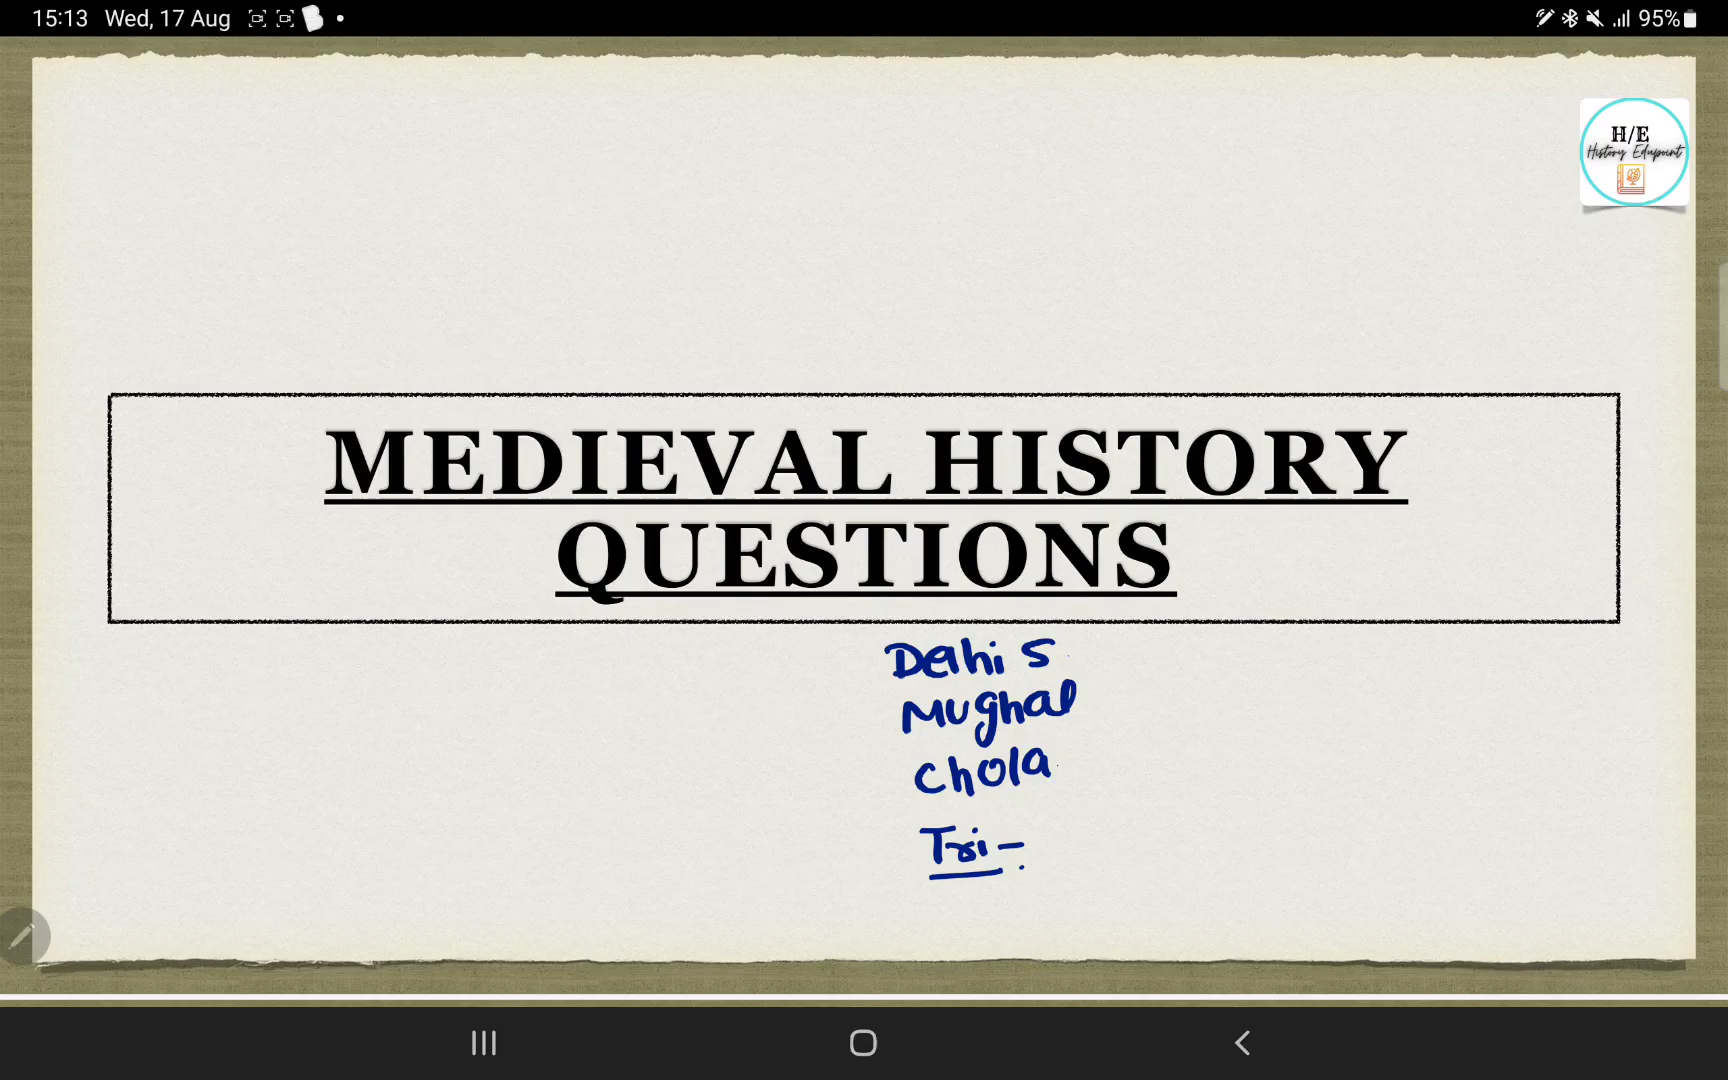 15:13 Wed, 17 Aug
95%
H/E
History Edupoint
MEDIEVAL HISTORY
QUESTIONS
Delhi S
Mughal
Chola
Tri-